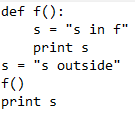 def f():
    s = "s in f"
    print s
s = "s outside"
f()
print s